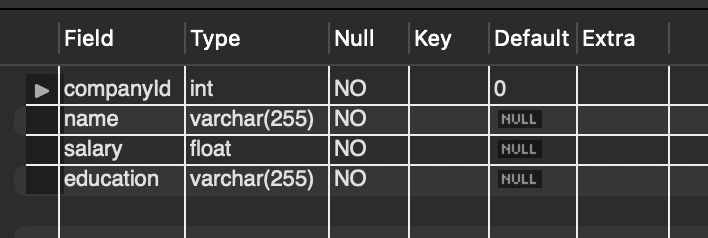 Field Type Null Key Default Extra
companyId int NO 0
name varchar(255) NO NULL
salary float NO NULL
education varchar(255) NO NULL